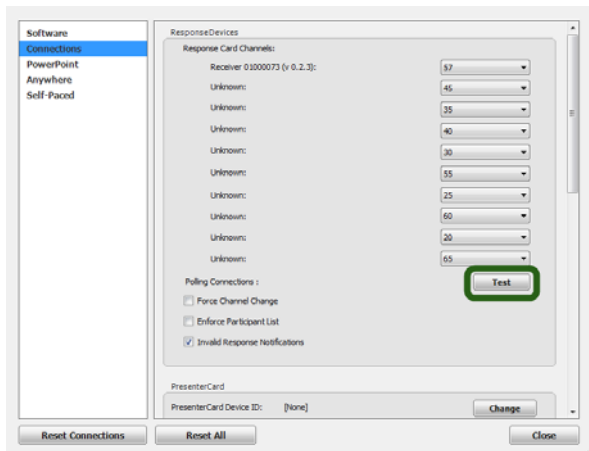 Software
Connections
PowerPoint
Anywhere
Self-Paced
ResponseDevices
Response Card Channels:
Receiver 01000073 (v 0.2.3): 57
Unknown: 45
Unknown: 35
Unknown: 40
Unknown: 30
Unknown: 55
Unknown: 25
Unknown: 60
Unknown: 20
Unknown: 65
Polling Connections : Test
Force Channel Change
Enforce Participant List
Invalid Response Notifications
PresenterCard
PresenterCard Device ID: [None] Change
Reset Connections Reset All Close